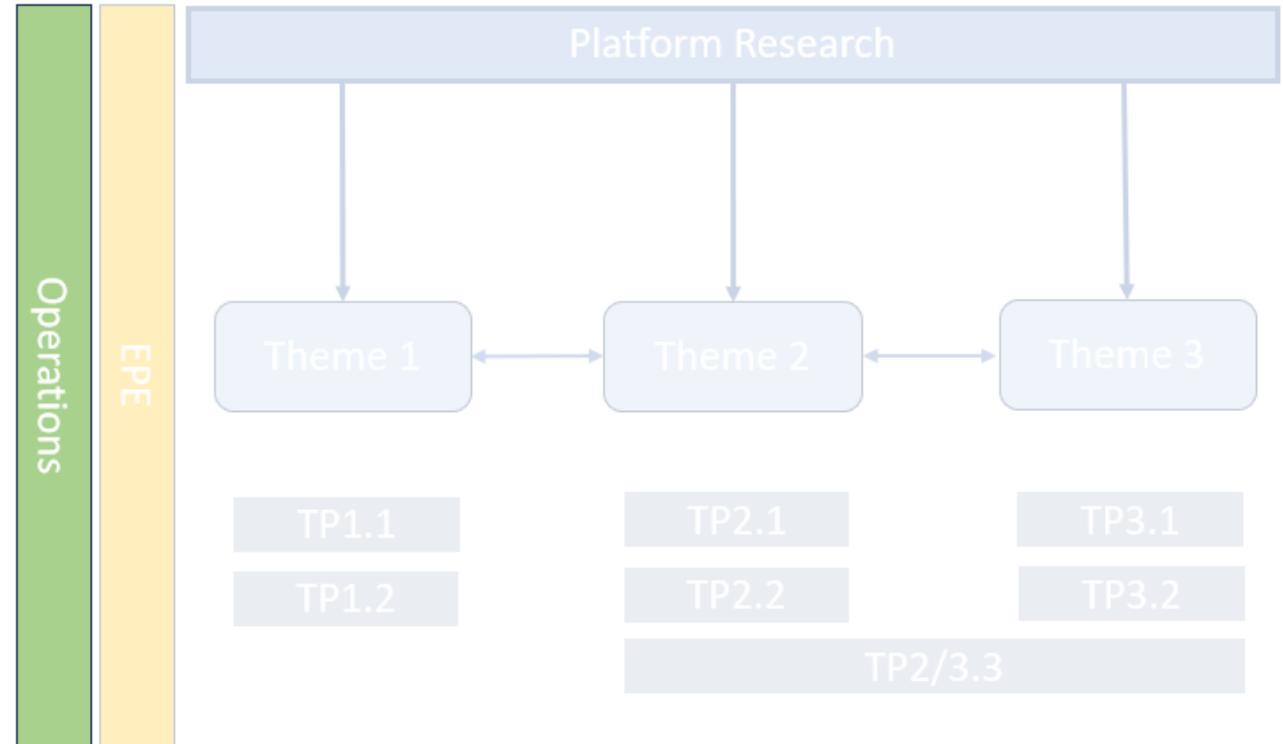 Operations
EPE
Platform Research
Theme 1
Theme 2
Theme 3
TP1.1
TP2.1
TP3.1
TP1.2
TP2.2
TP3.2
TP2/3.3